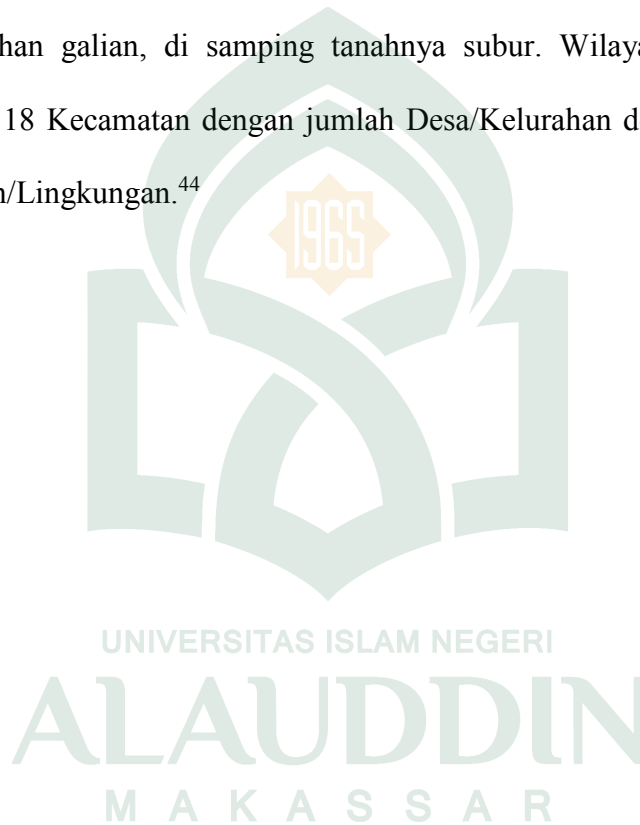 han galian, di samping tanahnya subur. Wilaya
18 Kecamatan dengan jumlah Desa/Kelurahan d
n/Lingkungan.44
1965
UNIVERSITAS ISLAM NEGERI
ALAUDDIN
MAKASSAR